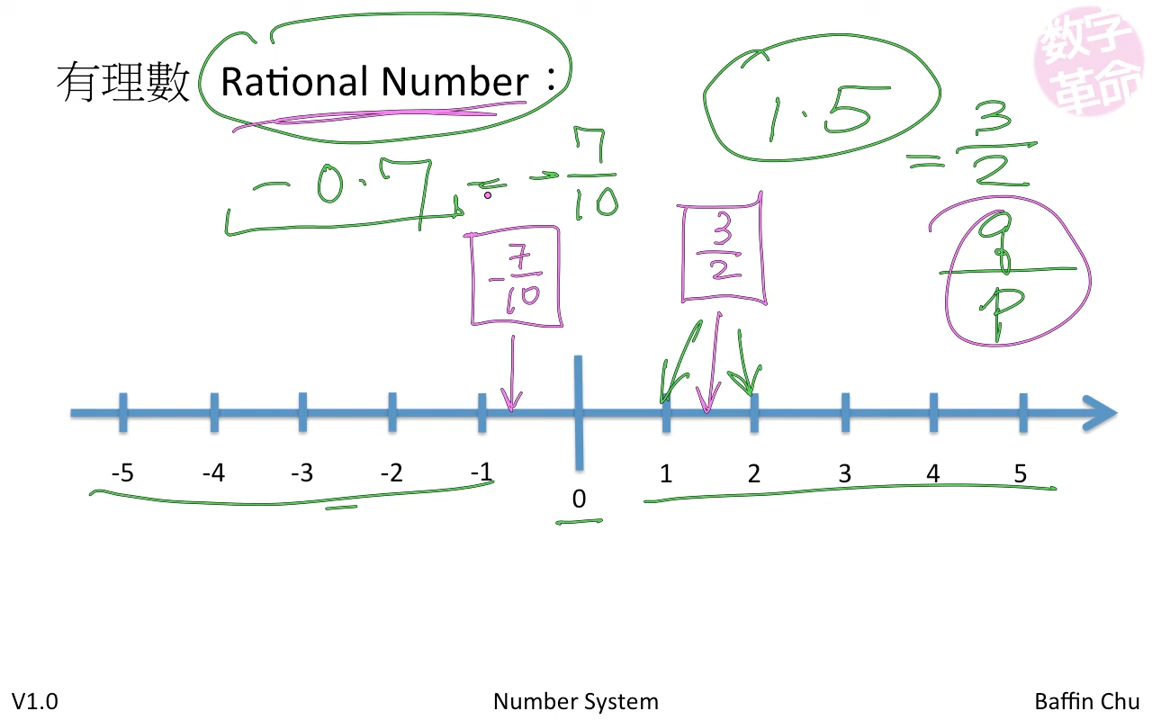 有理數 Rational Number：
数字
革命
1.5 = 3/2
-0.7 = -7/10
-7/10
3/2
q/p
-5 -4 -3 -2 -1 0 1 2 3 4 5
V1.0 Number System Baffin Chu